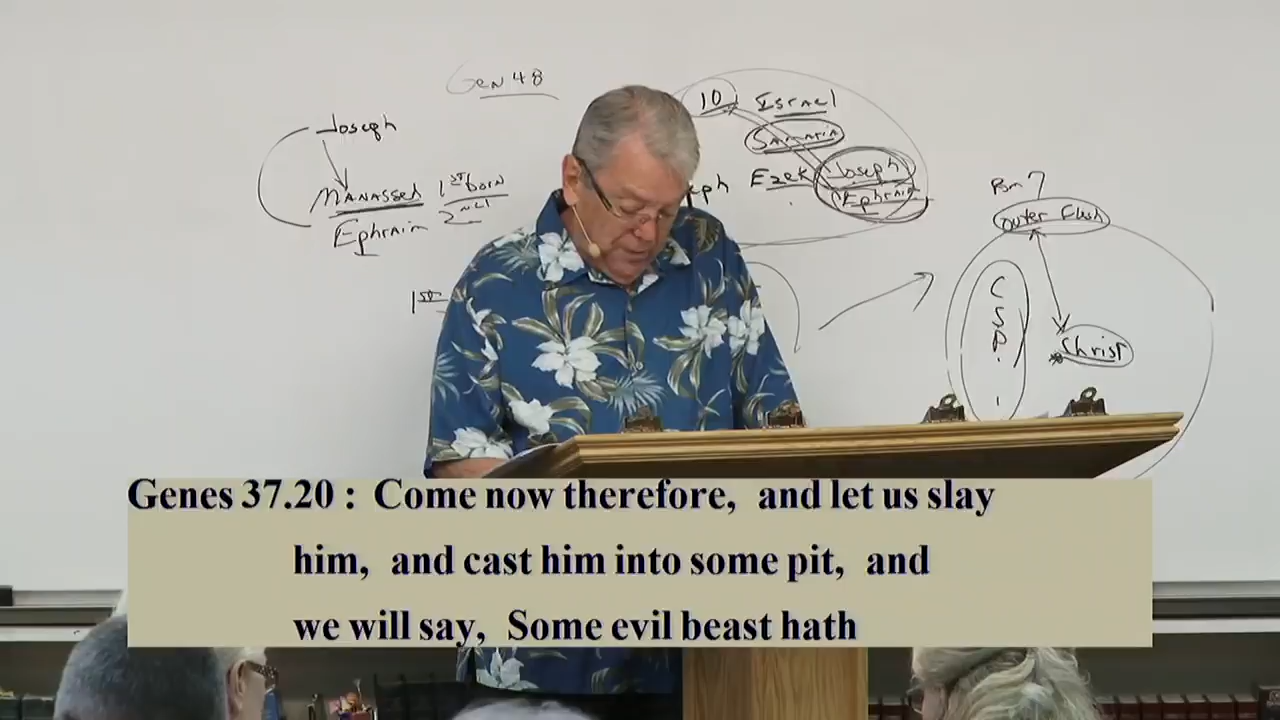 Gen 48
Joseph
Manasseh 1st born
Ephraim 2nd
1st
10 Israel
Samaria
Ezek Joseph
Ephraim
Rm 7
outer Flesh
C
S
P.
Christ
Genes 37.20 : Come now therefore, and let us slay
him, and cast him into some pit, and
we will say, Some evil beast hath